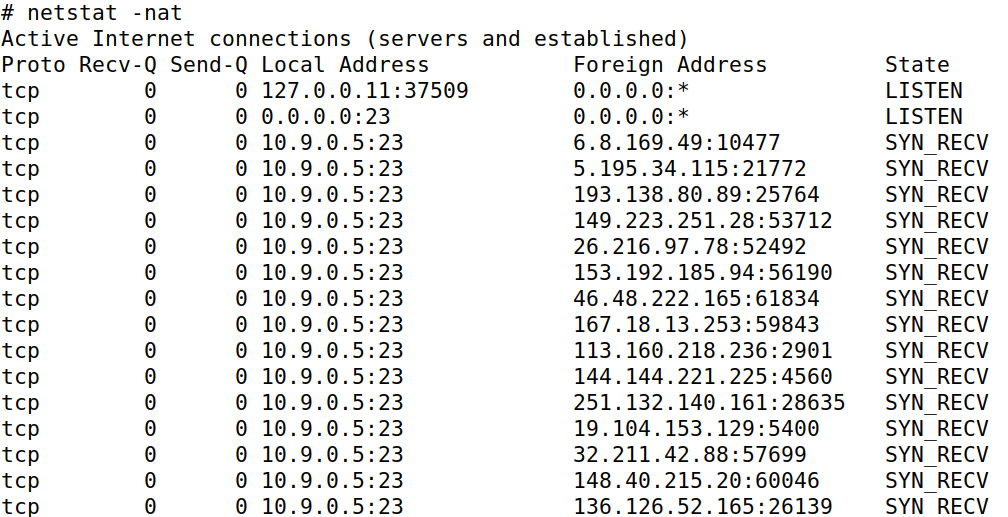 # netstat -nat
Active Internet connections (servers and established)
Proto Recv-Q Send-Q Local Address           Foreign Address         State
tcp        0      0 127.0.0.11:37509        0.0.0.0:*               LISTEN
tcp        0      0 0.0.0.0:23              0.0.0.0:*               LISTEN
tcp        0      0 10.9.0.5:23             6.8.169.49:10477        SYN_RECV
tcp        0      0 10.9.0.5:23             5.195.34.115:21772      SYN_RECV
tcp        0      0 10.9.0.5:23             193.138.80.89:25764     SYN_RECV
tcp        0      0 10.9.0.5:23             149.223.251.28:53712    SYN_RECV
tcp        0      0 10.9.0.5:23             26.216.97.78:52492      SYN_RECV
tcp        0      0 10.9.0.5:23             153.192.185.94:56190    SYN_RECV
tcp        0      0 10.9.0.5:23             46.48.222.165:61834     SYN_RECV
tcp        0      0 10.9.0.5:23             167.18.13.253:59843     SYN_RECV
tcp        0      0 10.9.0.5:23             113.160.218.236:2901    SYN_RECV
tcp        0      0 10.9.0.5:23             144.144.221.225:4560    SYN_RECV
tcp        0      0 10.9.0.5:23             251.132.140.161:28635   SYN_RECV
tcp        0      0 10.9.0.5:23             19.104.153.129:5400     SYN_RECV
tcp        0      0 10.9.0.5:23             32.211.42.88:57699      SYN_RECV
tcp        0      0 10.9.0.5:23             148.40.215.20:60046     SYN_RECV
tcp        0      0 10.9.0.5:23             136.126.52.165:26139    SYN_RECV